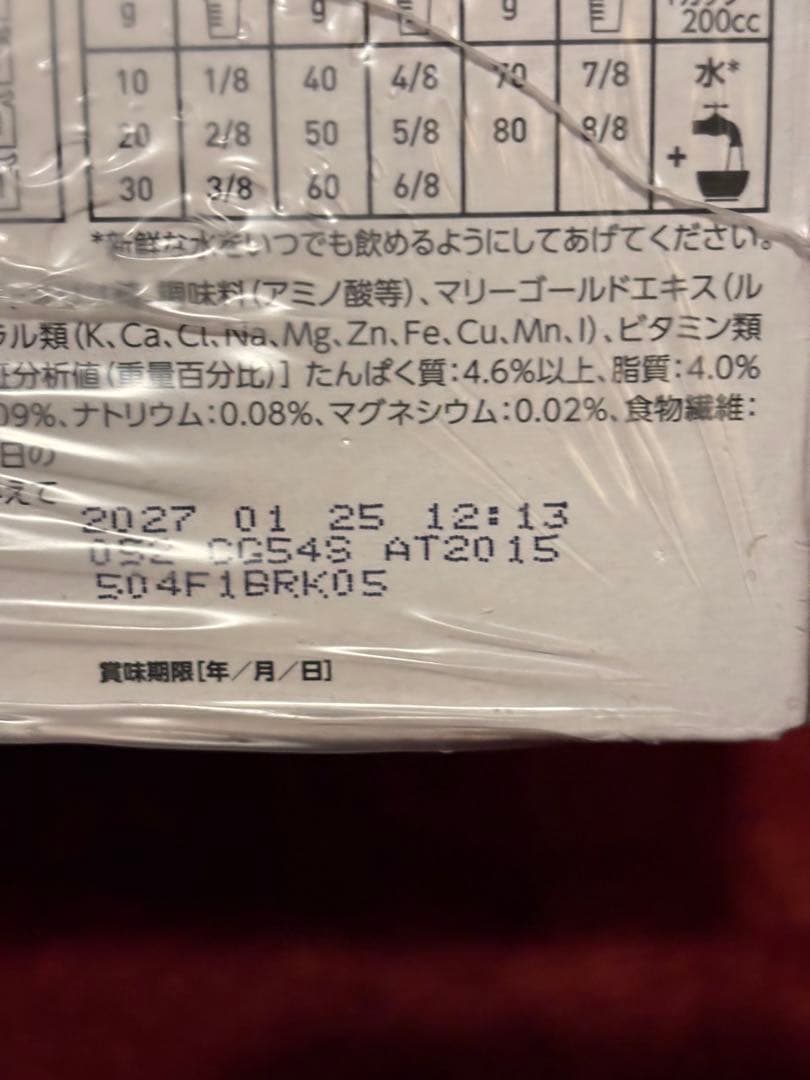 g g g 200cc
10 1/8 40 4/8 70 7/8 水*
20 2/8 50 5/8 80 8/8
30 3/8 60 6/8 +
*新鮮な水をいつでも飲めるようにしてあげてください。
調味料(アミノ酸等)、マリーゴールドエキス(ル
ラル類(K、Ca、Cl、Na、Mg、Zn、Fe、Cu、Mn、I)、ビタミン類
証分析値(重量百分比)] たんぱく質:4.6%以上、脂質:4.0%
09%、ナトリウム:0.08%、マグネシウム:0.02%、食物繊維:
日の
えて
2027 01 25 12:13
CG54S AT2015
504F1BRK05
賞味期限[年/月/日]